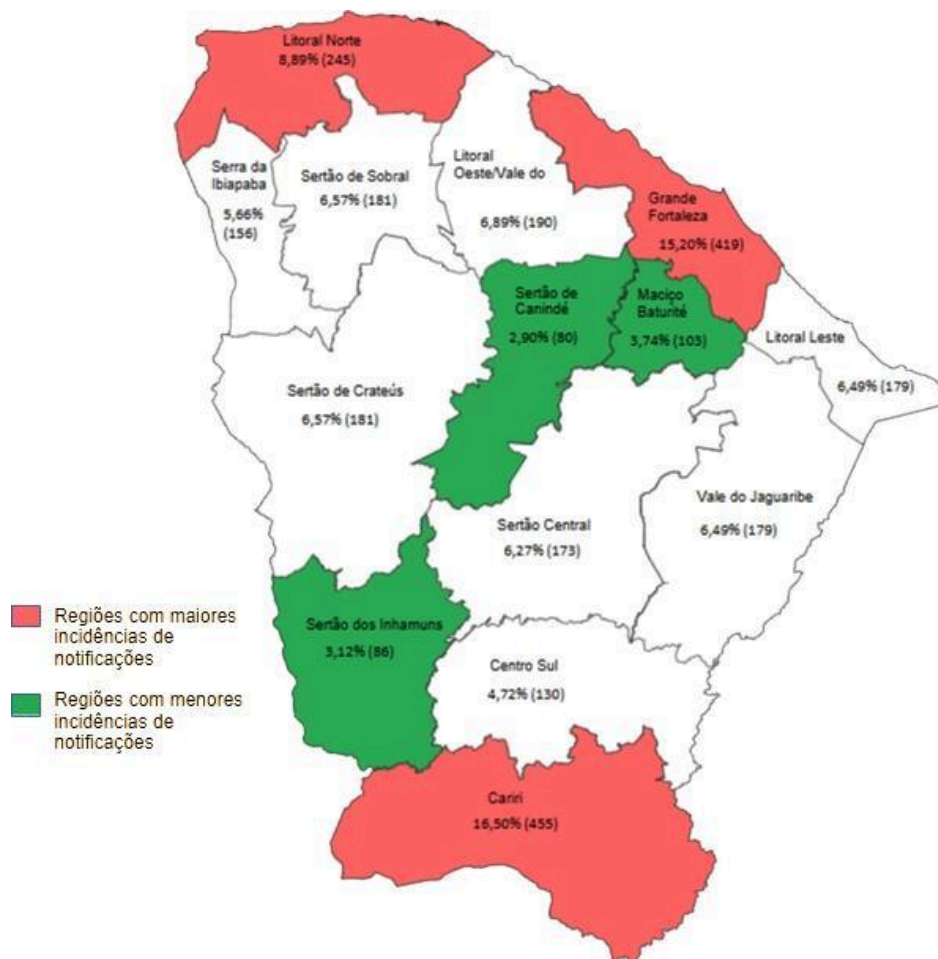 Litoral Norte
8,89% (245)
Serra da
Ibiapaba
5,66%
(156)
Sertão de Sobral
6,57% (181)
Litoral
Oeste/Vale do
6,89% (190)
Grande
Fortaleza
15,20% (419)
Sertão de
Canindé
2,90% (80)
Maciço
Baturité
3,74% (103)
Litoral Leste
6,49% (179)
Sertão de Crateús
6,57% (181)
Vale do Jaguaribe
6,49% (179)
Sertão Central
6,27% (173)
Sertão dos Inhamuns
3,12% (86)
Centro Sul
4,72% (130)
Cariri
16,50% (455)
Regiões com maiores
incidências de
notificações
Regiões com menores
incidências de
notificações